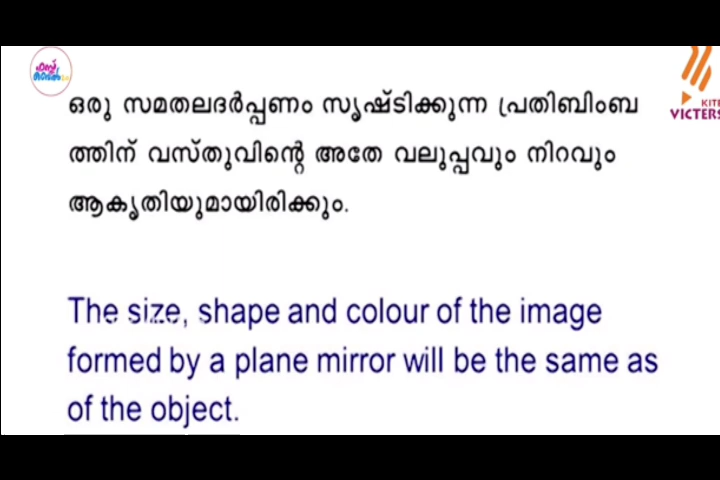 KITE
VICTERS
ഒരു സമതലദർപ്പണം സൃഷ്ടിക്കുന്ന പ്രതിബിംബ
ത്തിന് വസ്തുവിന്റെ അതേ വലുപ്പവും നിറവും
ആകൃതിയുമായിരിക്കും.
The size, shape and colour of the image
formed by a plane mirror will be the same as
of the object.